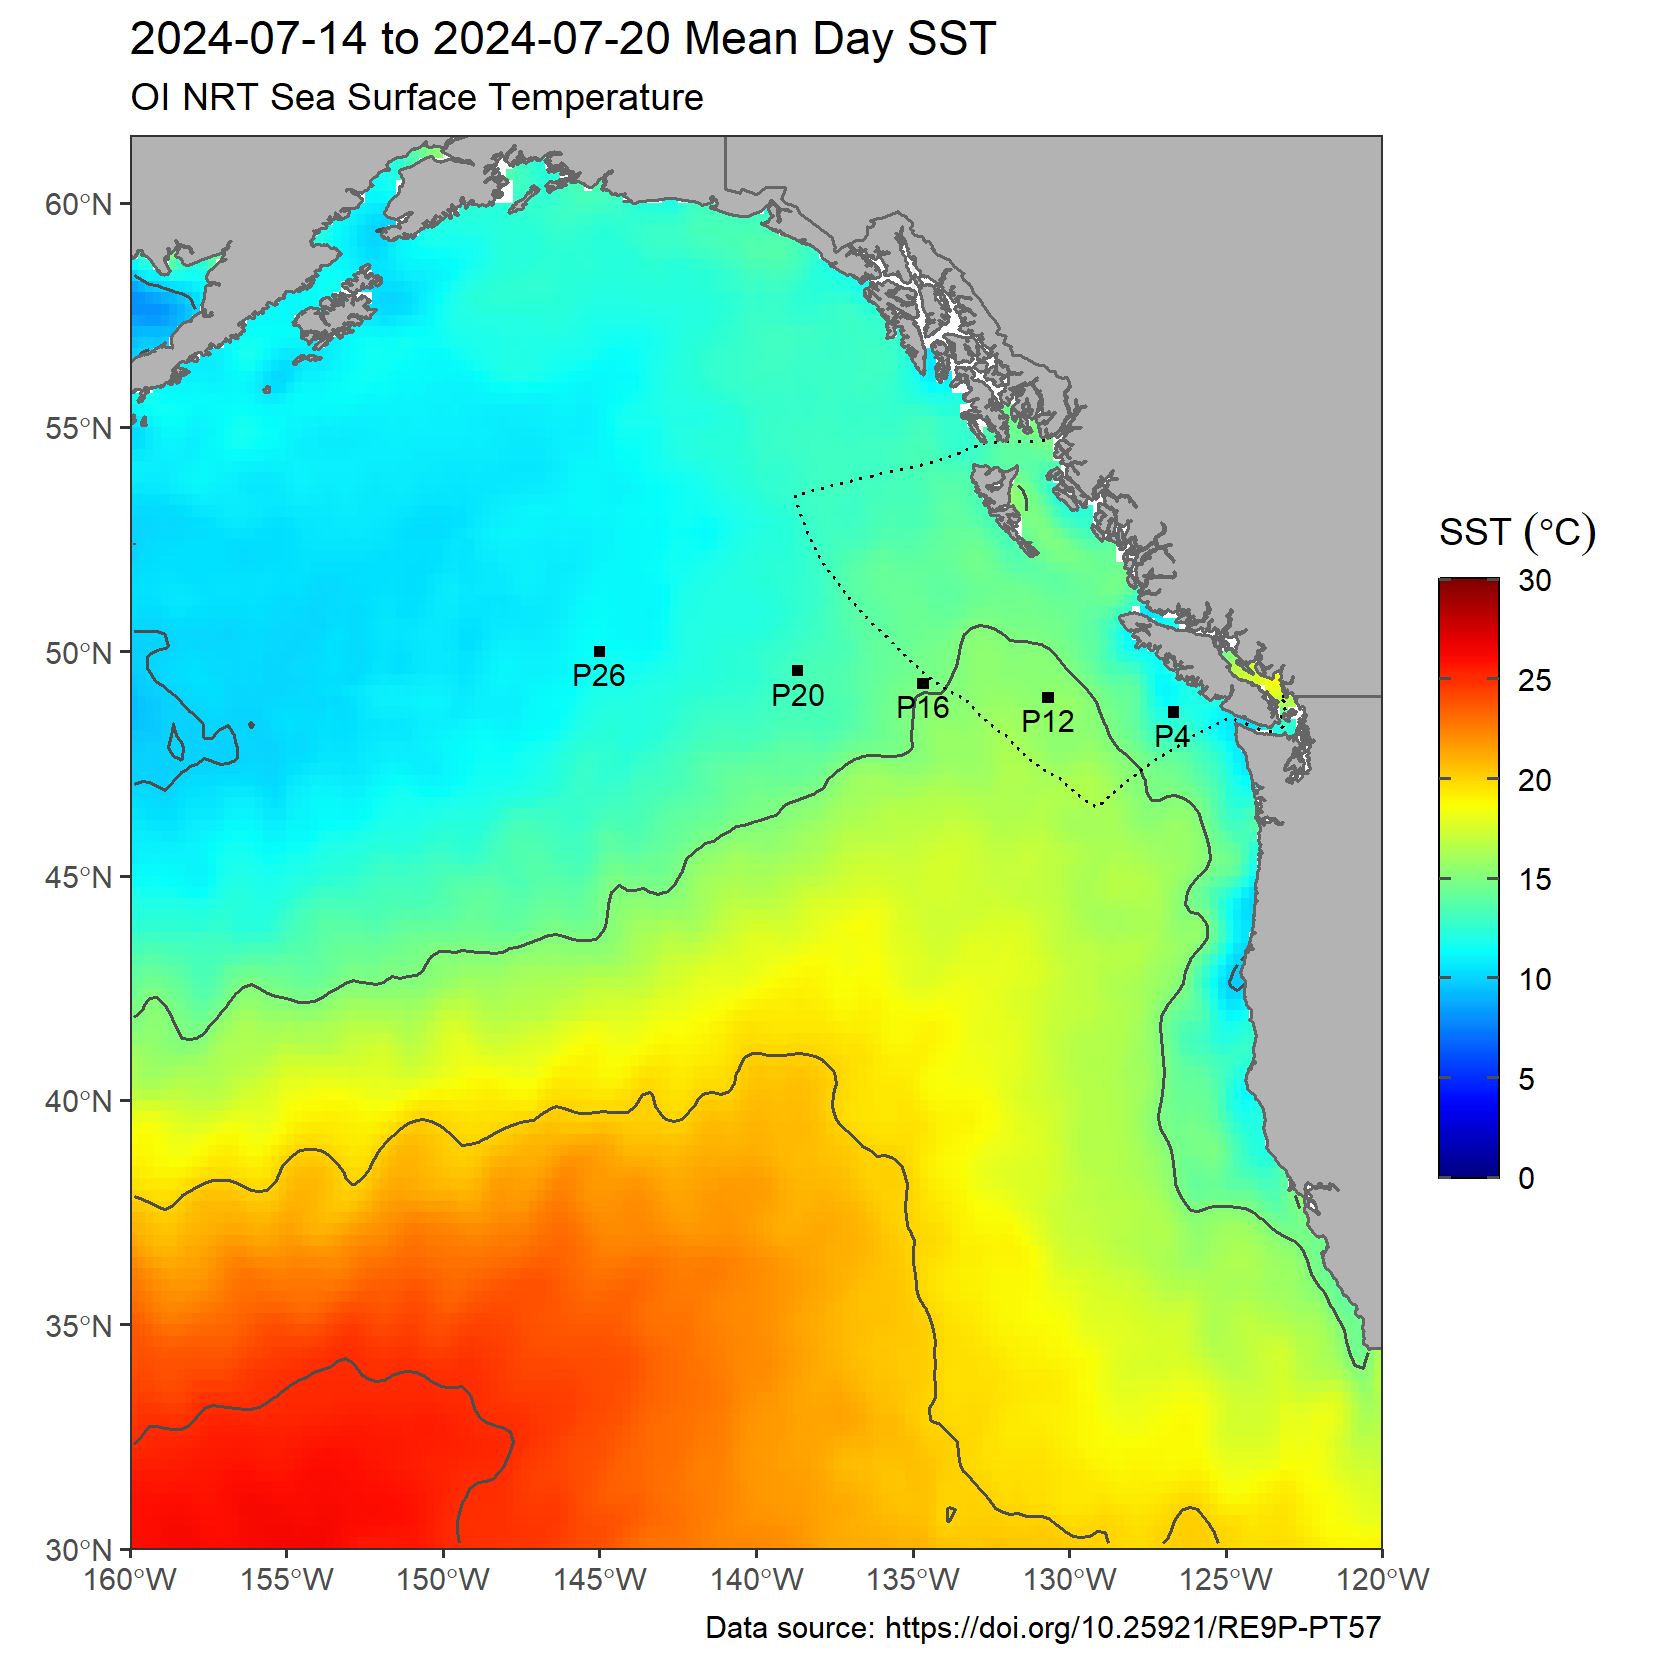 2024-07-14 to 2024-07-20 Mean Day SST
OI NRT Sea Surface Temperature
60°N
55°N
50°N
45°N
40°N
35°N
30°N
P26
P20
P16
P12
P4
160°W
155°W
150°W
145°W
140°W
135°W
130°W
125°W
120°W
SST (°C)
30
25
20
15
10
5
0
Data source: https://doi.org/10.25921/RE9P-PT57